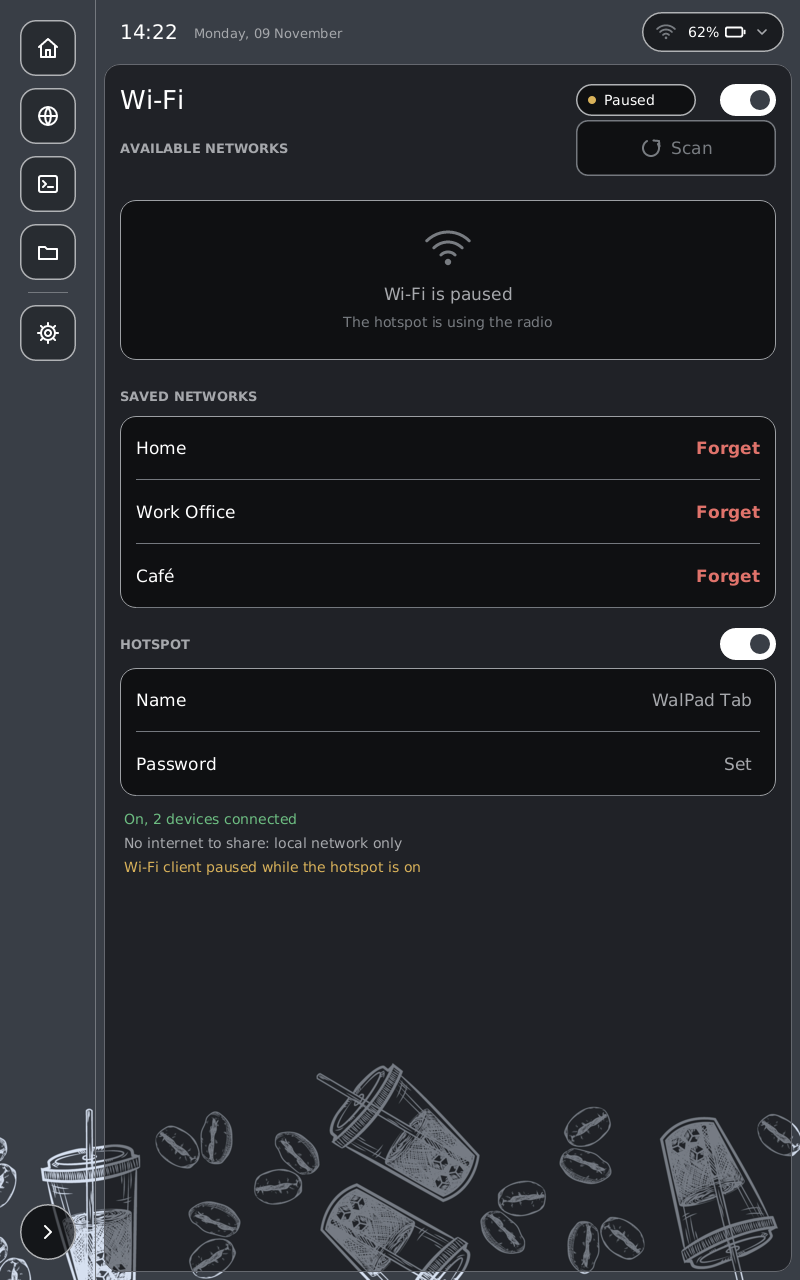 14:22 Monday, 09 November 62%
Wi-Fi Paused
AVAILABLE NETWORKS Scan
Wi-Fi is paused
The hotspot is using the radio
SAVED NETWORKS
Home Forget
Work Office Forget
Café Forget
HOTSPOT
Name WalPad Tab
Password Set
On, 2 devices connected
No internet to share: local network only
Wi-Fi client paused while the hotspot is on